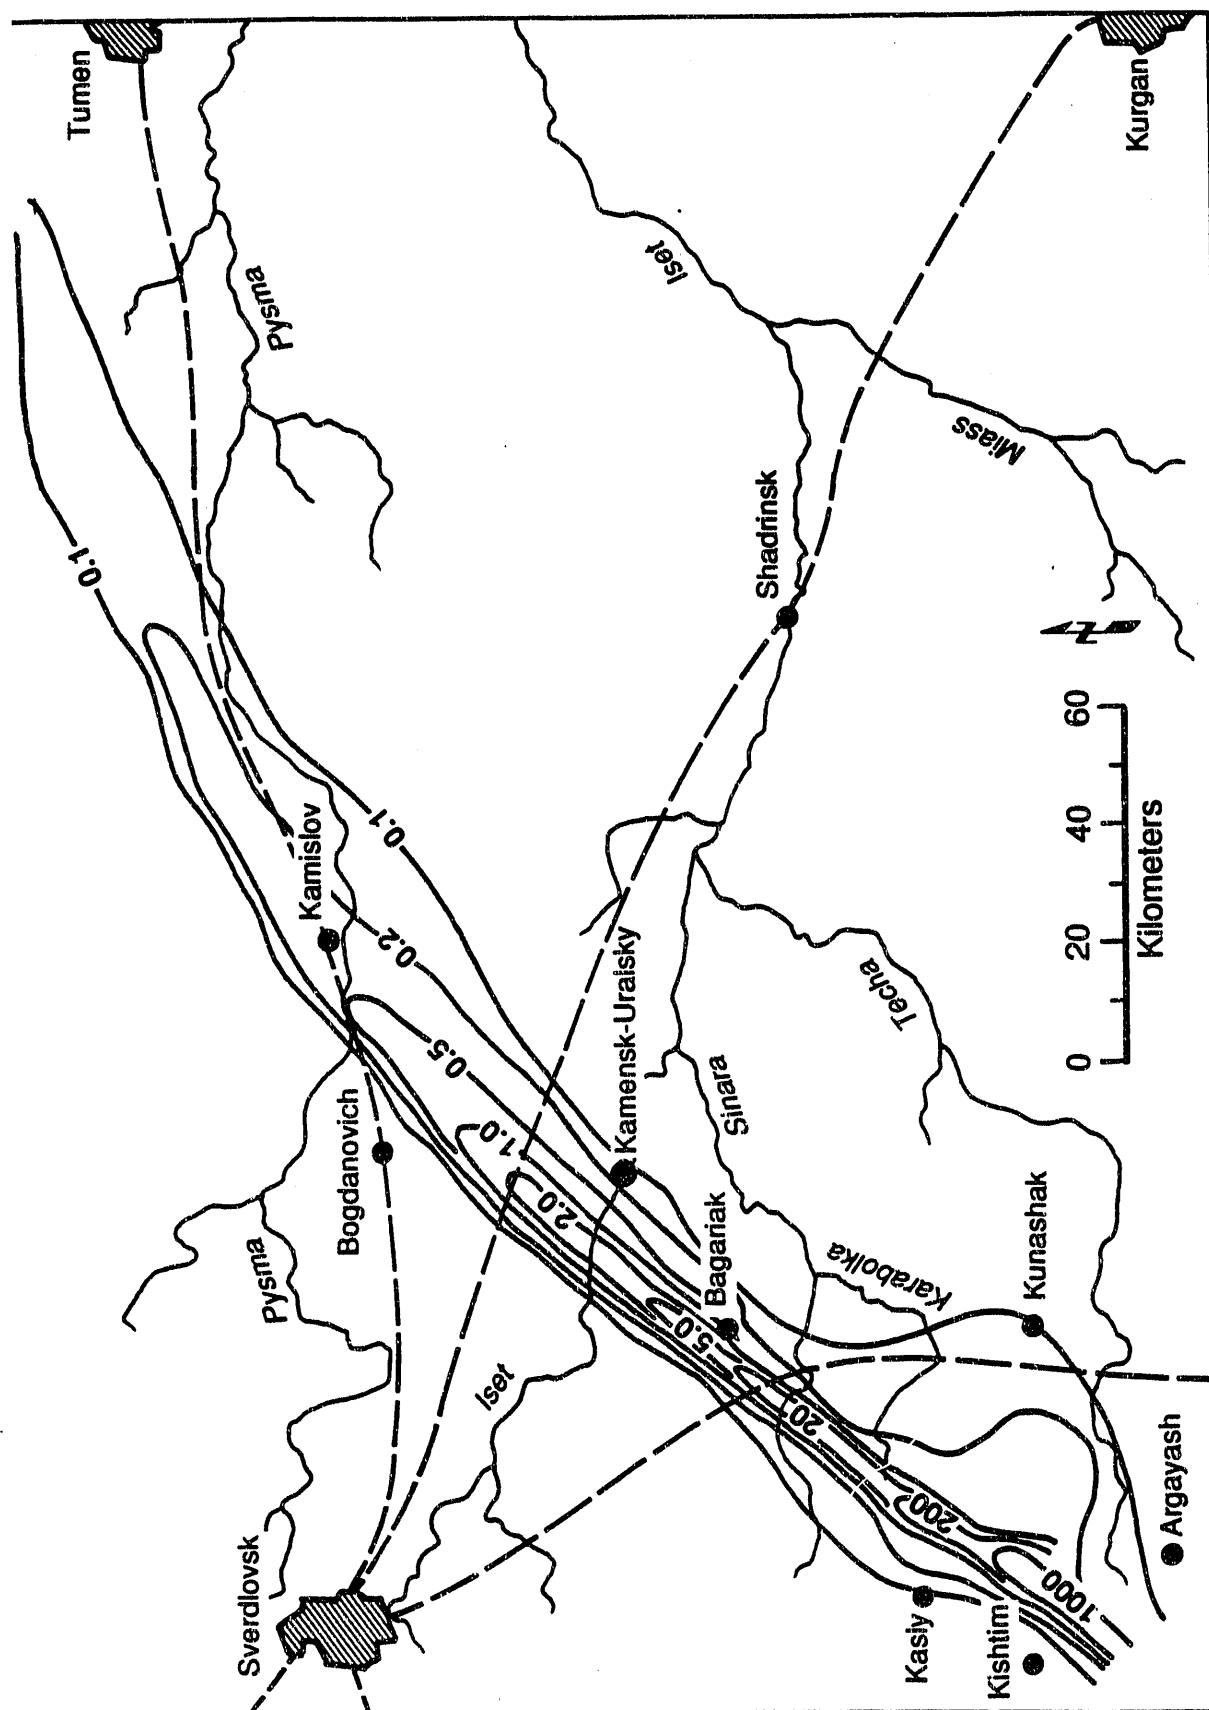 Tumen
0.1
Sverdlovsk
Pysma
Pysma
Kamislov
Bogdanovich
0.1
0.2
0.5
1.0
Iset
2.0
Kamensk-Uralsky
Iset
5.0
Bagariak
Sinara
Shadrinsk
20
Techa
Karabolka
Kasly
200
Miass
Kishtim
Kunashak
1000
N
0 20 40 60
Kilometers
Kurgan
Argayash